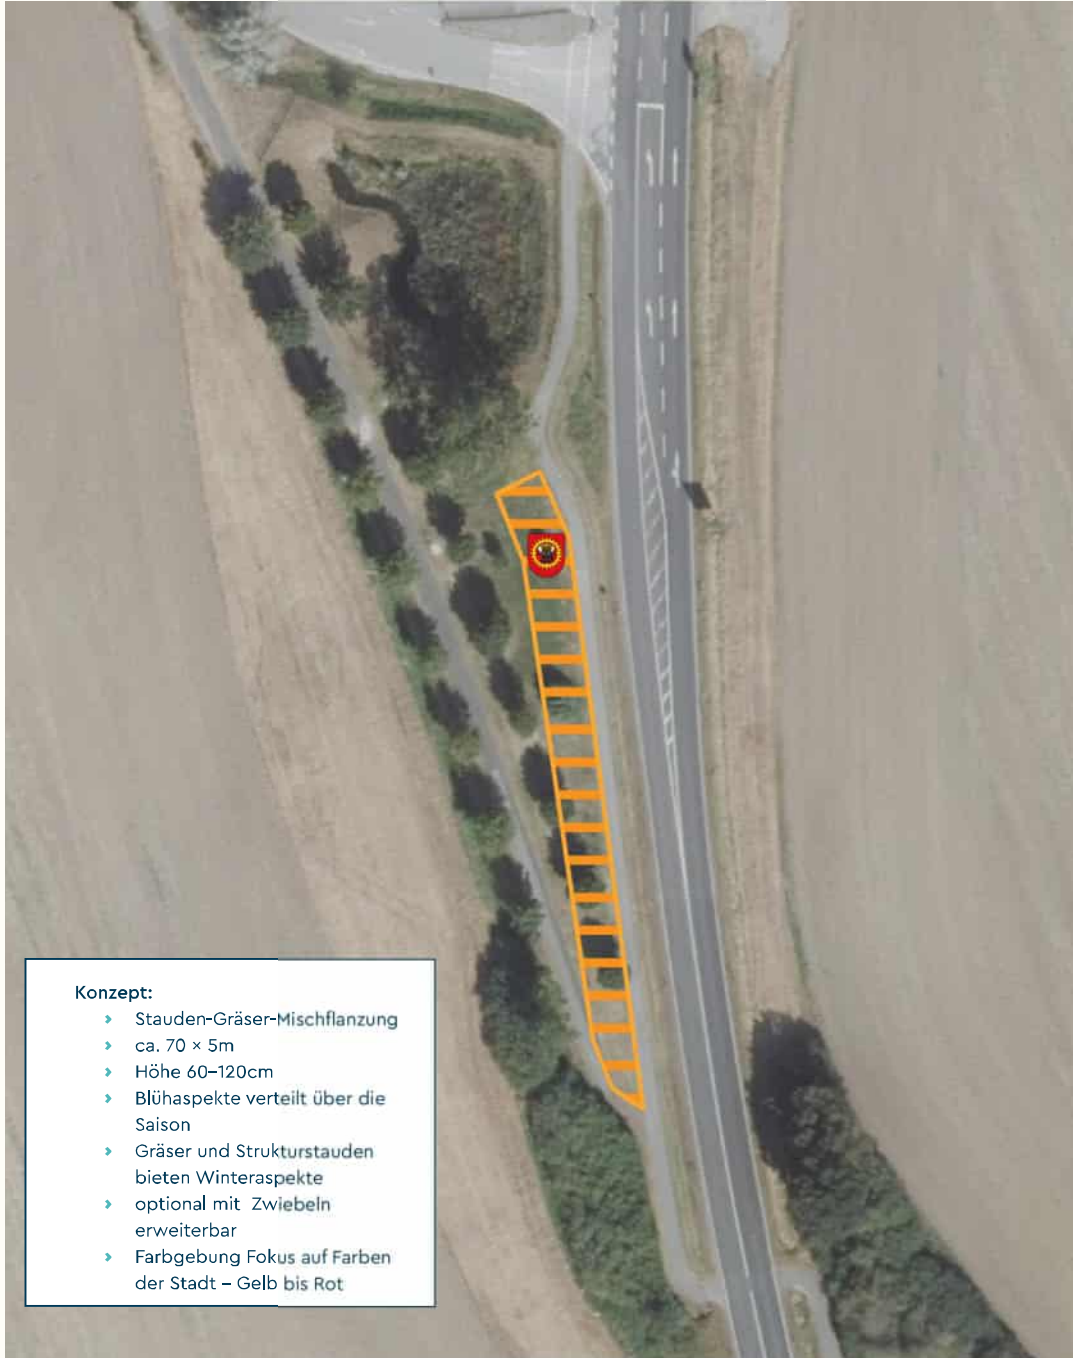 Konzept:
› Stauden-Gräser-Mischflanzung
› ca. 70 × 5m
› Höhe 60–120cm
› Blühaspekte verteilt über die
Saison
› Gräser und Strukturstauden
bieten Winteraspekte
› optional mit Zwiebeln
erweiterbar
› Farbgebung Fokus auf Farben
der Stadt – Gelb bis Rot